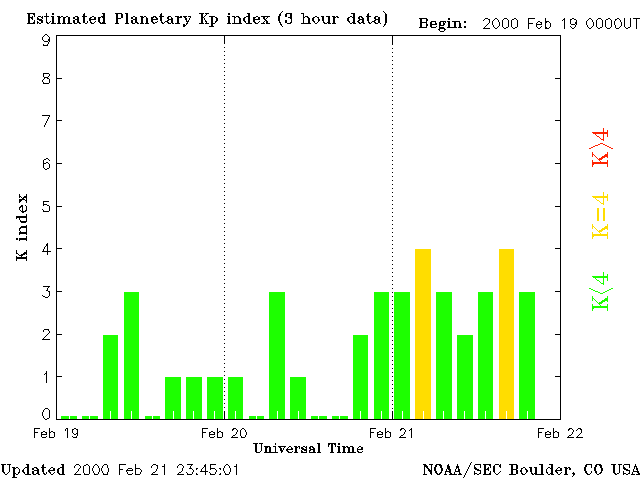 Estimated Planetary Kp index (3 hour data)
Begin: 2000 Feb 19 0000UT
9
8
7
6
5
4
3
2
1
0
K index
K>4
K=4
K<4
Feb 19
Feb 20
Feb 21
Feb 22
Universal Time
Updated 2000 Feb 21 23:45:01
NOAA/SEC Boulder, CO USA